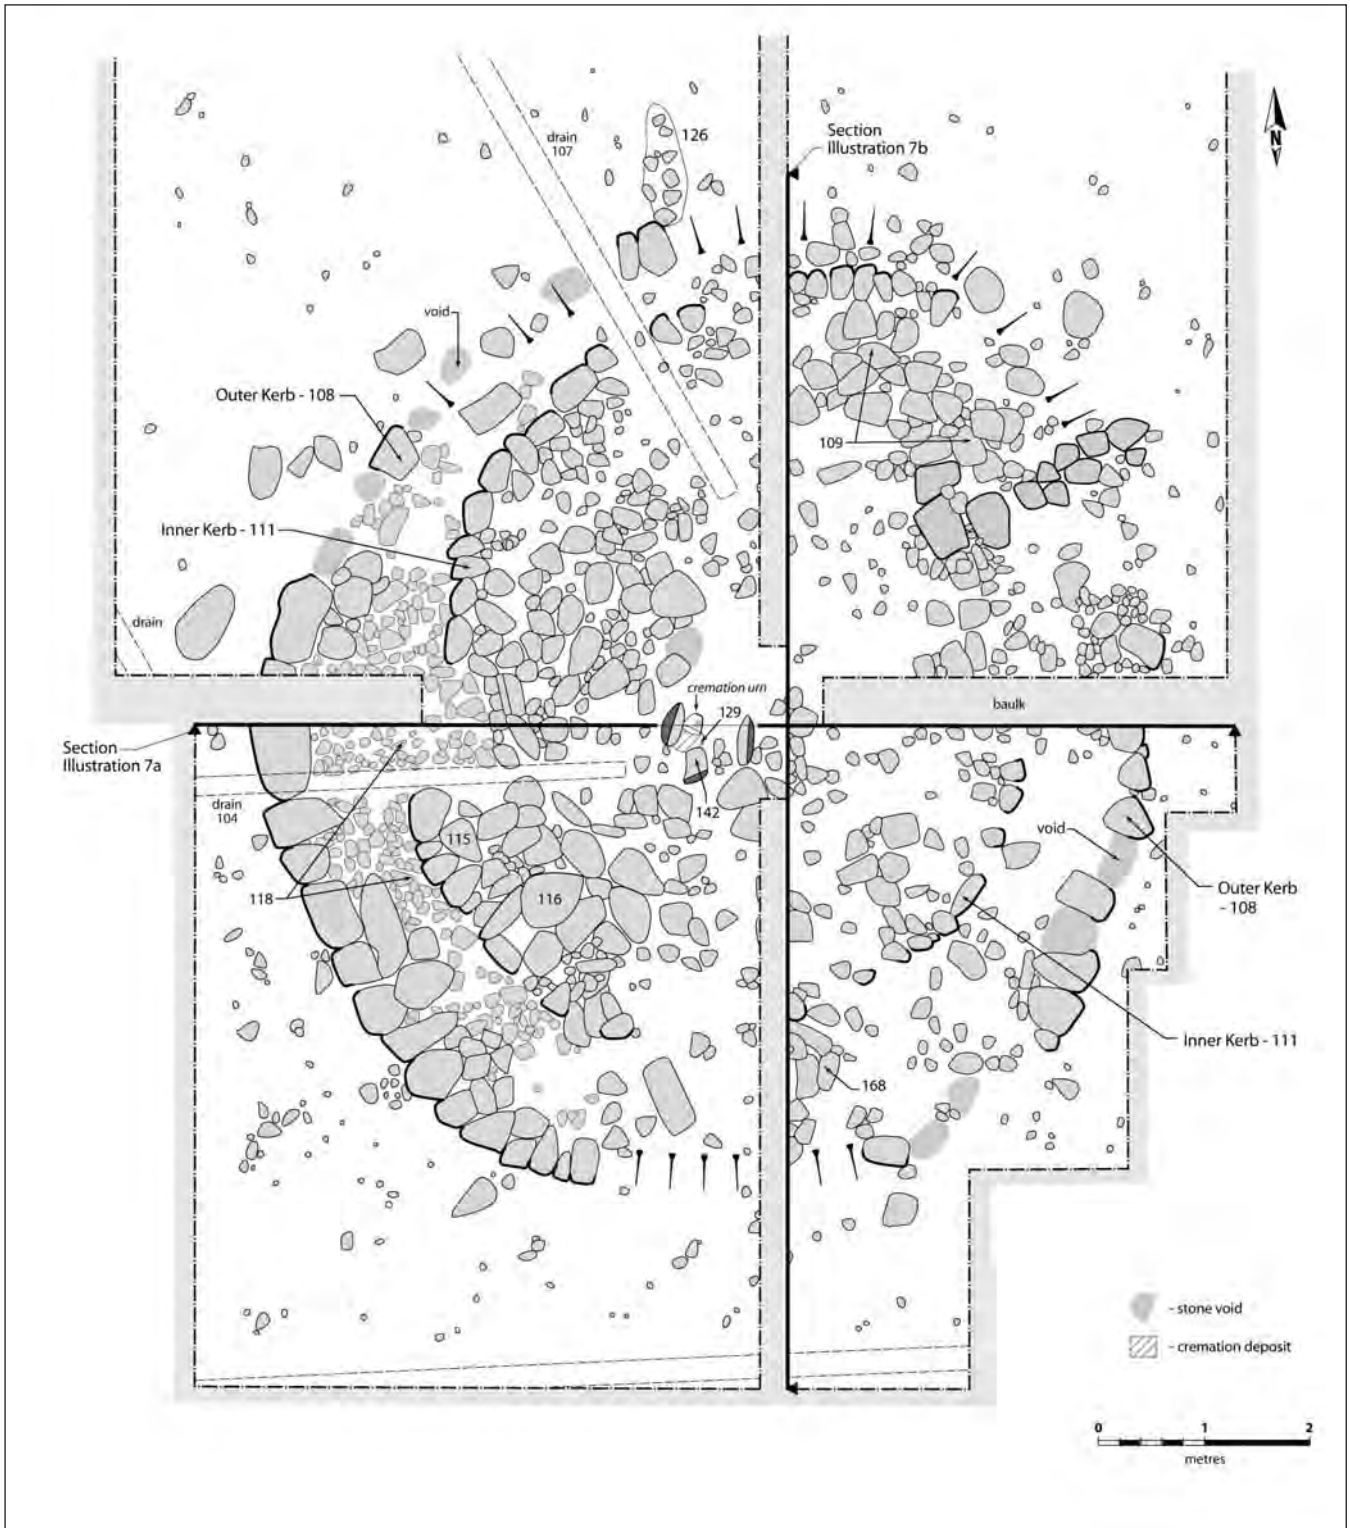 126
drain
107
Section
Illustration 7b
N
void
Outer Kerb - 108
109
Inner Kerb - 111
drain
cremation urn
129
baulk
Section
Illustration 7a
drain
104
142
115
void
118
116
Outer Kerb
- 108
Inner Kerb - 111
168
- stone void
- cremation deposit
0 1 2
metres